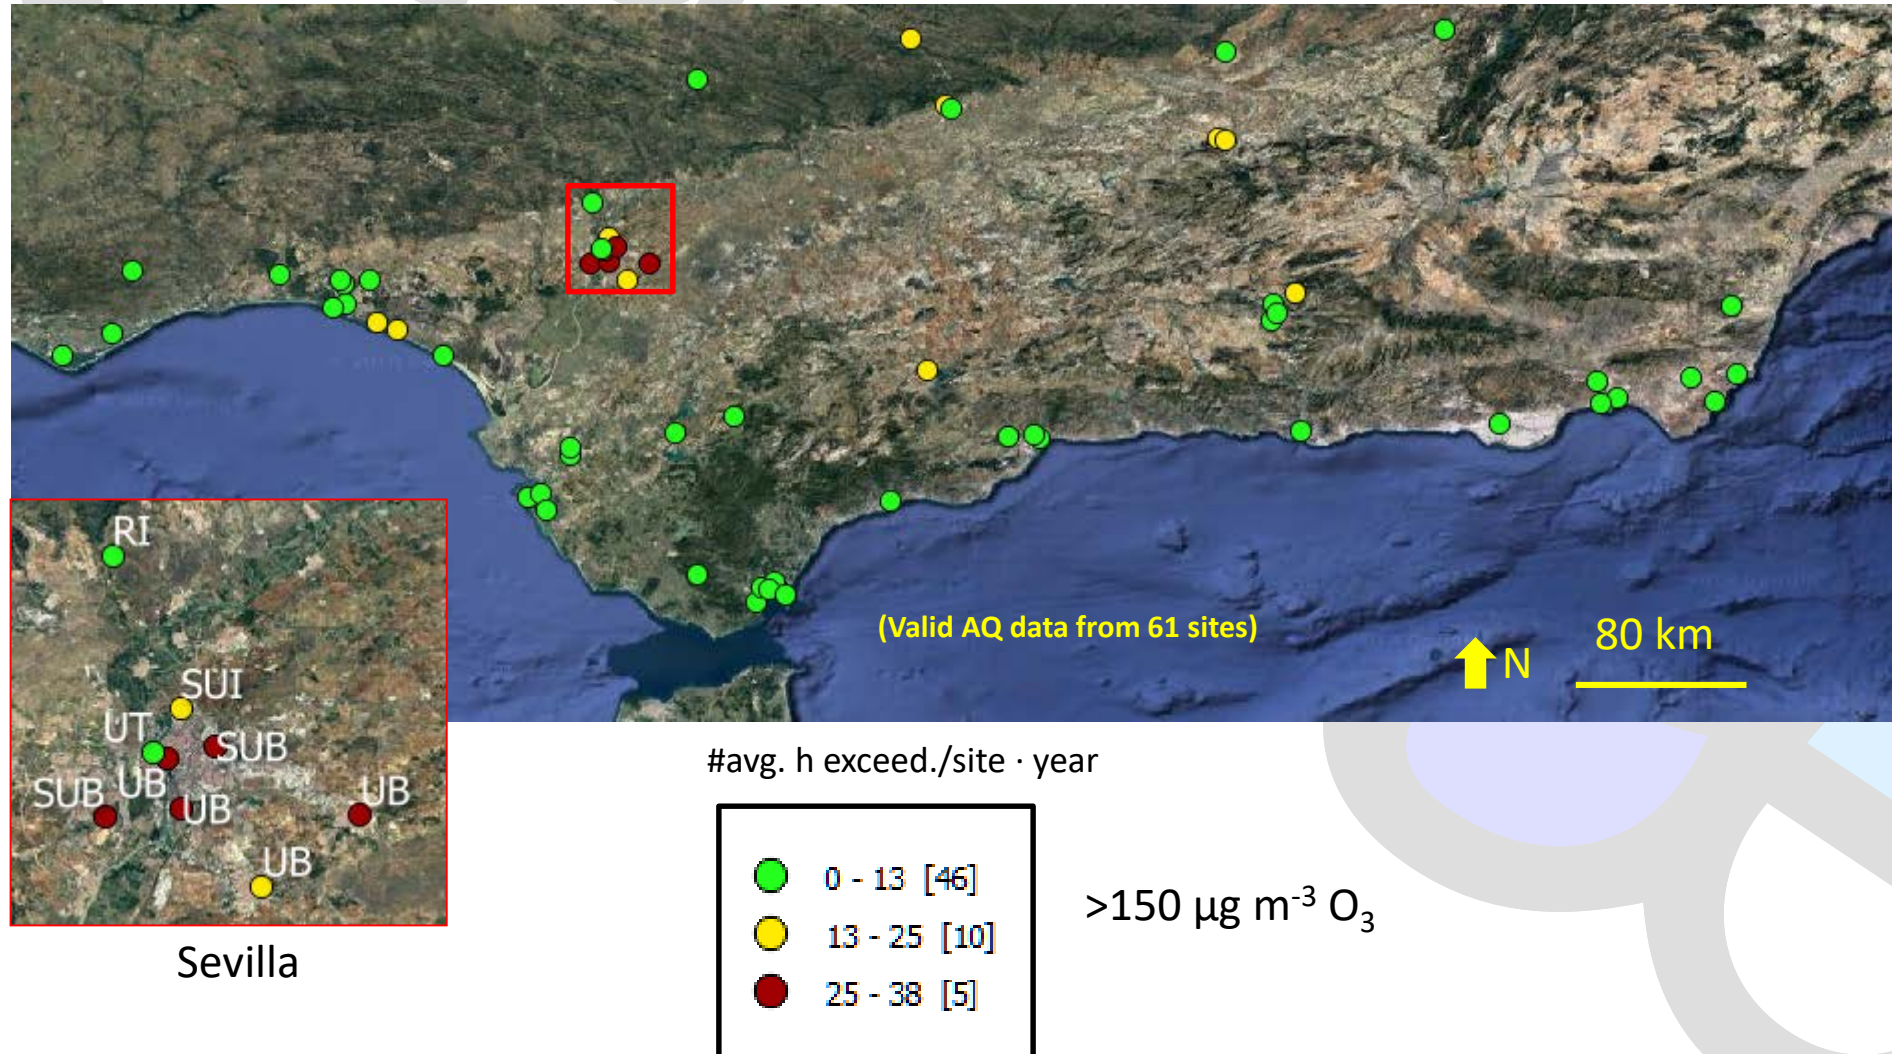 (Valid AQ data from 61 sites)
N
80 km
RI
SUI
UT
SUB
UB
SUB
UB
UB
UB
Sevilla
#avg. h exceed./site · year
0 - 13 [46]
13 - 25 [10]
25 - 38 [5]
>150 µg m⁻³ O₃